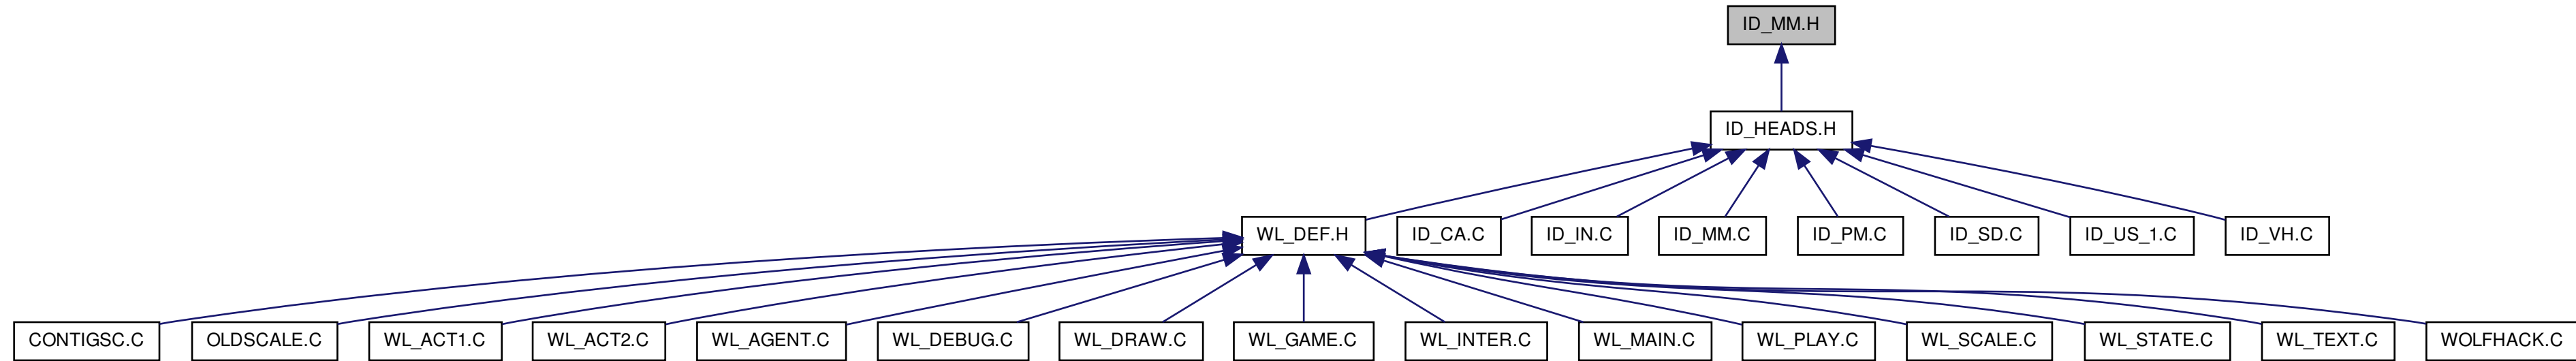 ID_MM.H
ID_HEADS.H
WL_DEF.H
ID_CA.C
ID_IN.C
ID_MM.C
ID_PM.C
ID_SD.C
ID_US_1.C
ID_VH.C
CONTIGSC.C
OLDSCALE.C
WL_ACT1.C
WL_ACT2.C
WL_AGENT.C
WL_DEBUG.C
WL_DRAW.C
WL_GAME.C
WL_INTER.C
WL_MAIN.C
WL_PLAY.C
WL_SCALE.C
WL_STATE.C
WL_TEXT.C
WOLFHACK.C